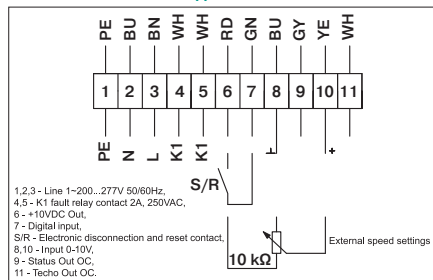 PE BU BN WH WH RD GN BU GY YE WH
1 2 3 4 5 6 7 8 9 10 11
PE N L K1 K1
⊥ +
S/R
1,2,3 - Line 1~200...277V 50/60Hz,
4,5 - K1 fault relay contact 2A, 250VAC,
6 - +10VDC Out,
7 - Digital input,
S/R - Electronic disconnection and reset contact,
8,10 - Input 0-10V,
9 - Status Out OC,
11 - Techo Out OC.
10 kΩ
External speed settings